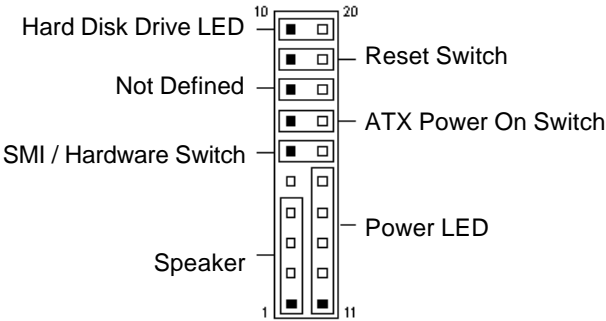 10 20
Hard Disk Drive LED
Reset Switch
Not Defined
ATX Power On Switch
SMI / Hardware Switch
Power LED
Speaker
1 11